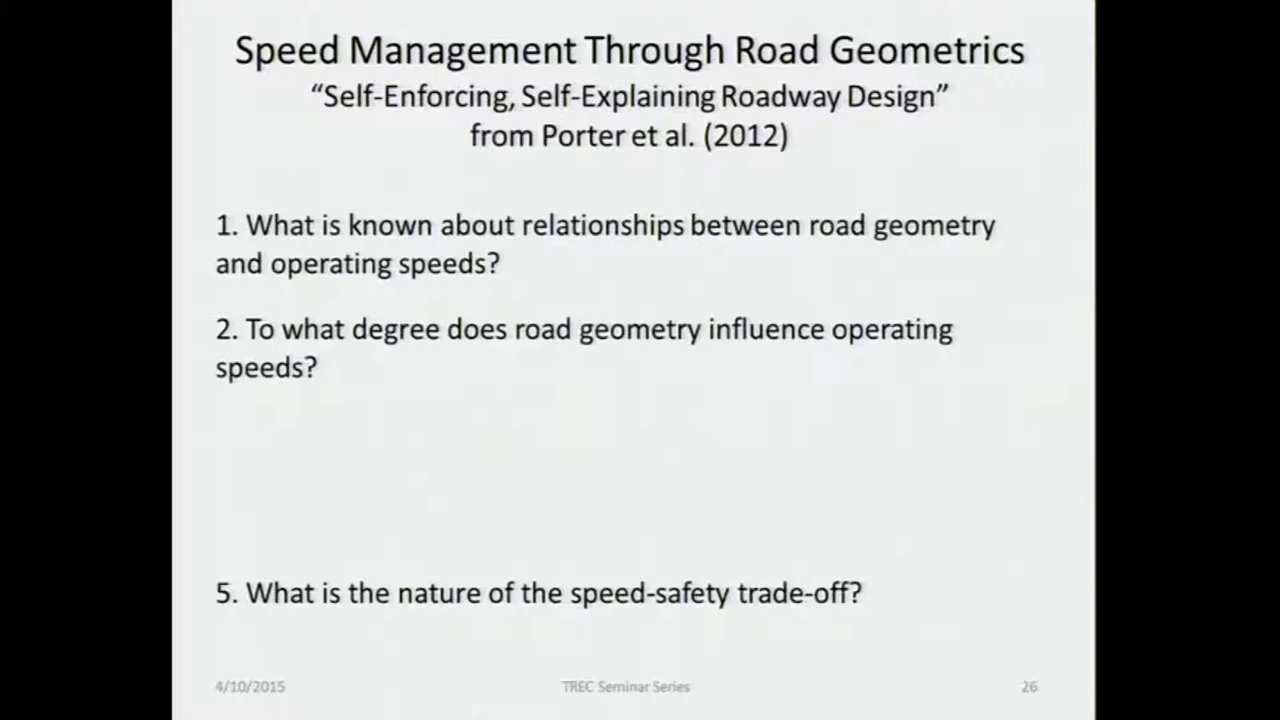 Speed Management Through Road Geometrics
“Self-Enforcing, Self-Explaining Roadway Design”
from Porter et al. (2012)
1. What is known about relationships between road geometry
and operating speeds?
2. To what degree does road geometry influence operating
speeds?
5. What is the nature of the speed-safety trade-off?
4/10/2015
TREC Seminar Series
26